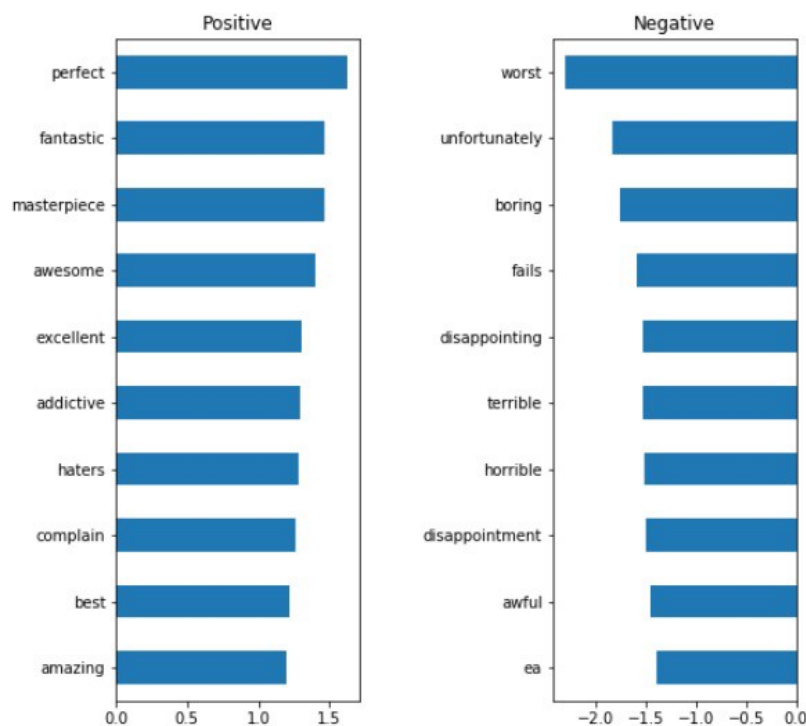 Positive
perfect
fantastic
masterpiece
awesome
excellent
addictive
haters
complain
best
amazing
0.0 0.5 1.0 1.5
Negative
worst
unfortunately
boring
fails
disappointing
terrible
horrible
disappointment
awful
ea
−2.0 −1.5 −1.0 −0.5 0.0